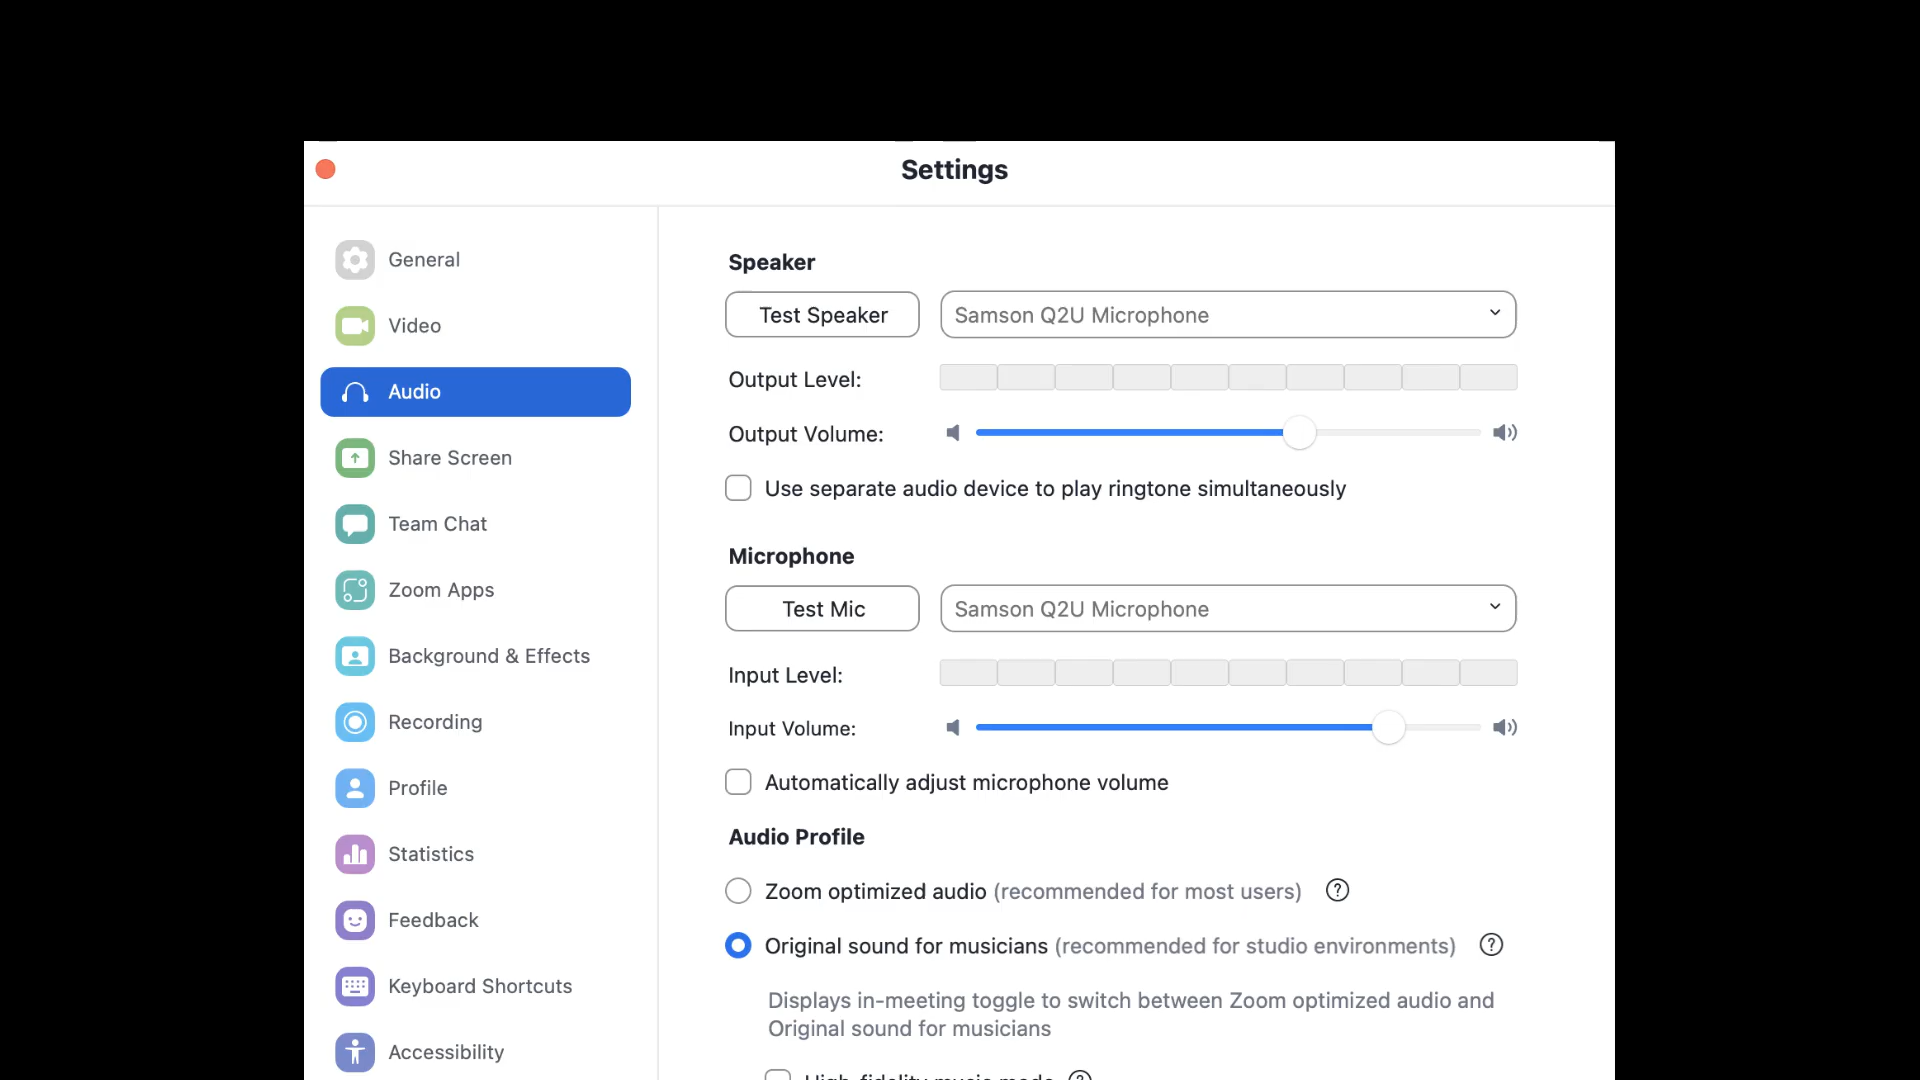 Settings
General
Video
Audio
Share Screen
Team Chat
Zoom Apps
Background & Effects
Recording
Profile
Statistics
Feedback
Keyboard Shortcuts
Accessibility
Speaker
Test Speaker
Samson Q2U Microphone
Output Level:
Output Volume:
Use separate audio device to play ringtone simultaneously
Microphone
Test Mic
Samson Q2U Microphone
Input Level:
Input Volume:
Automatically adjust microphone volume
Audio Profile
Zoom optimized audio (recommended for most users) ?
Original sound for musicians (recommended for studio environments) ?
Displays in-meeting toggle to switch between Zoom optimized audio and
Original sound for musicians
High-fidelity music mode ?